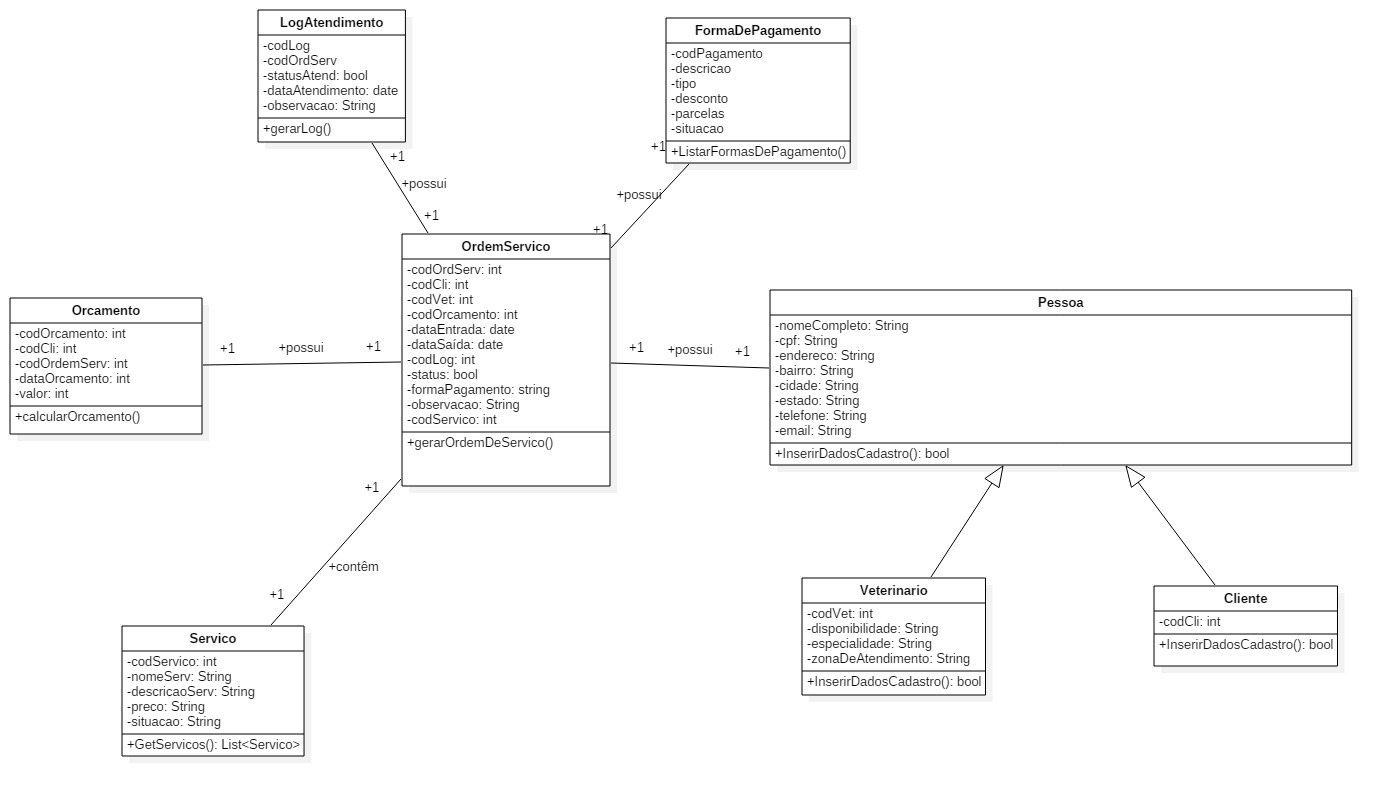 LogAtendimento
-codLog
-codOrdServ
-statusAtend: bool
-dataAtendimento: date
-observacao: String
+gerarLog()
FormaDePagamento
-codPagamento
-descricao
-tipo
-desconto
-parcelas
-situacao
+ListarFormasDePagamento()
+1
+possui
+1
+1
+possui
+1
OrdemServico
-codOrdServ: int
-codCli: int
-codVet: int
-codOrcamento: int
-dataEntrada: date
-dataSaída: date
-codLog: int
-status: bool
-formaPagamento: string
-observacao: String
-codServico: int
+gerarOrdemDeServico()
Orcamento
-codOrcamento: int
-codCli: int
-codOrdemServ: int
-dataOrcamento: int
-valor: int
+calcularOrcamento()
+1
+possui
+1
+1
+possui
+1
Pessoa
-nomeCompleto: String
-cpf: String
-endereco: String
-bairro: String
-cidade: String
-estado: String
-telefone: String
-email: String
+InserirDadosCadastro(): bool
+1
+contêm
+1
Servico
-codServico: int
-nomeServ: String
-descricaoServ: String
-preco: String
-situacao: String
+GetServicos(): List<Servico>
Veterinario
-codVet: int
-disponibilidade: String
-especialidade: String
-zonaDeAtendimento: String
+InserirDadosCadastro(): bool
Cliente
-codCli: int
+InserirDadosCadastro(): bool